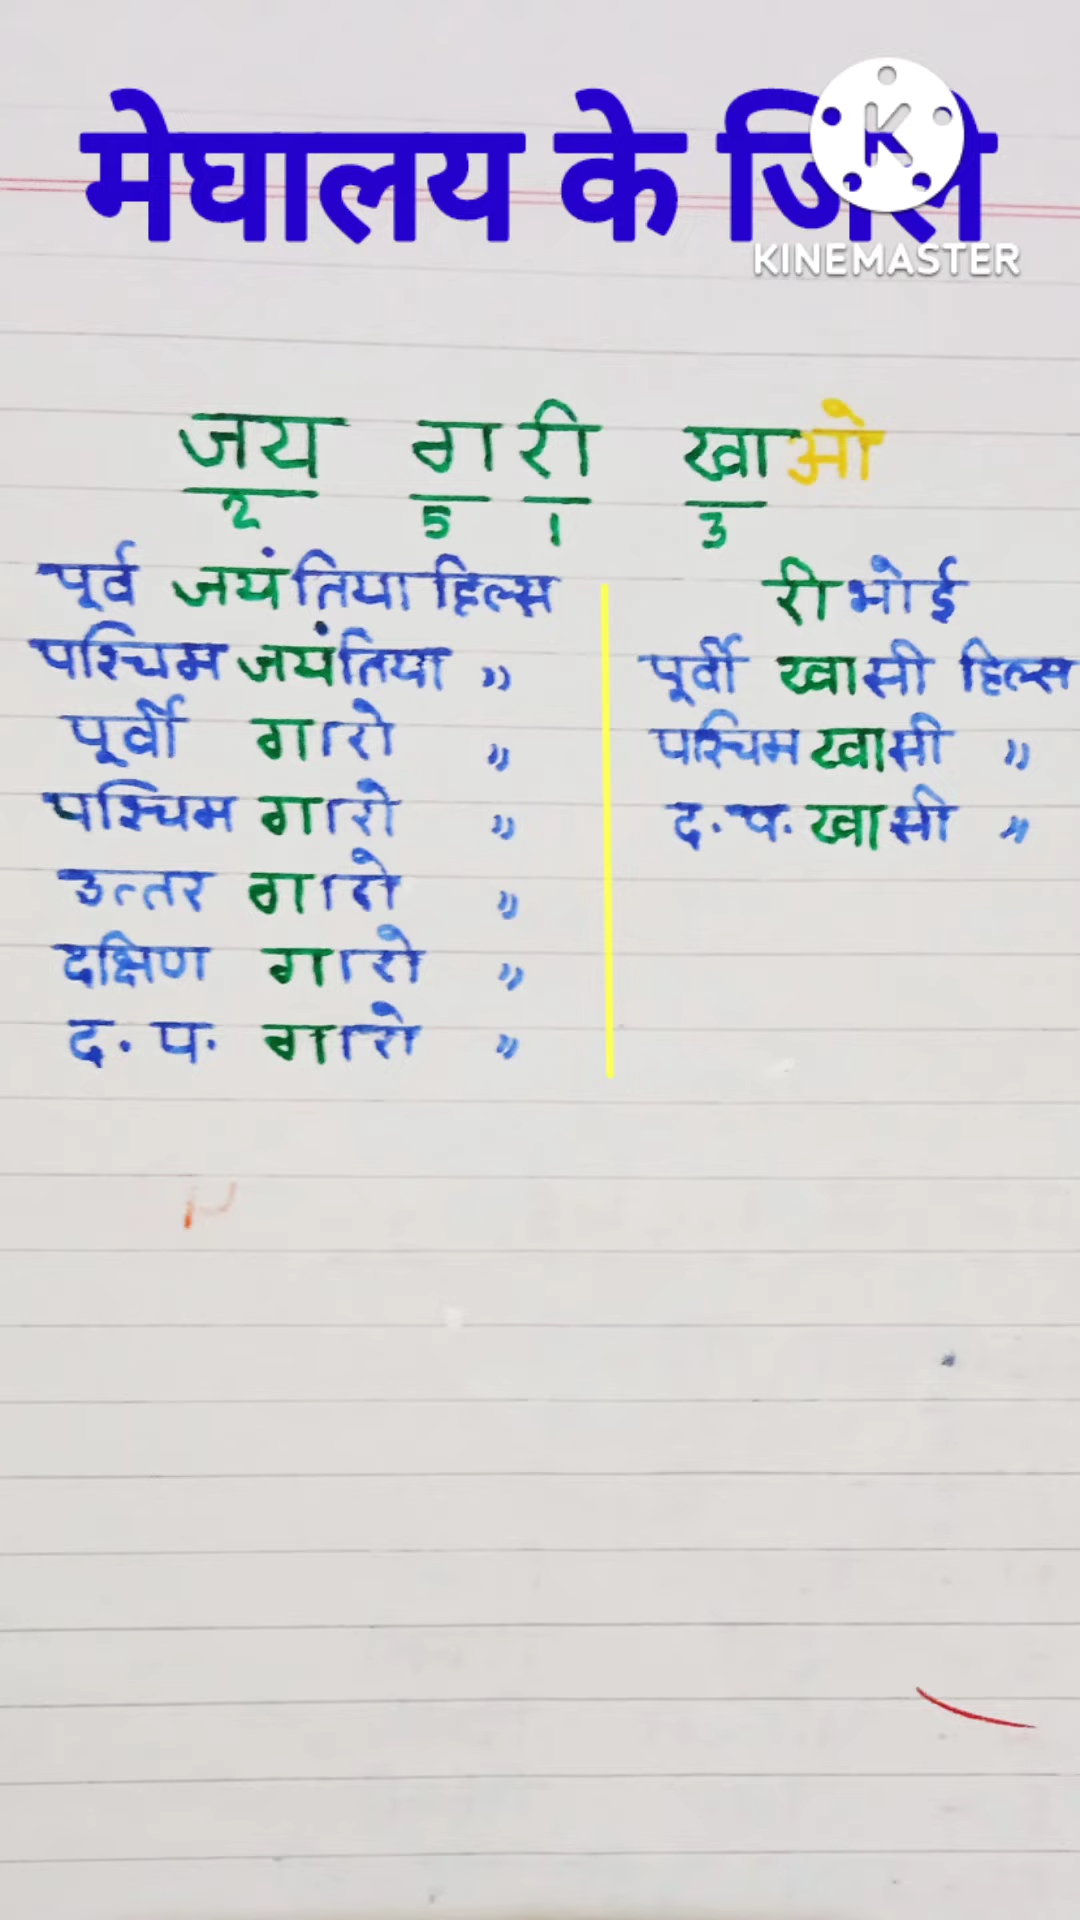 मेघालय के जिले
KINEMASTER
जय गारी खाओ
2 5 1 3
पूर्व जयंतिया हिल्स
पश्चिम जयंतिया "
पूर्वी गारो "
पश्चिम गारो "
उत्तर गारो "
दक्षिण गारो "
द. प. गारो "
री भोई
पूर्वी खासी हिल्स
पश्चिम खासी "
द. प. खासी "